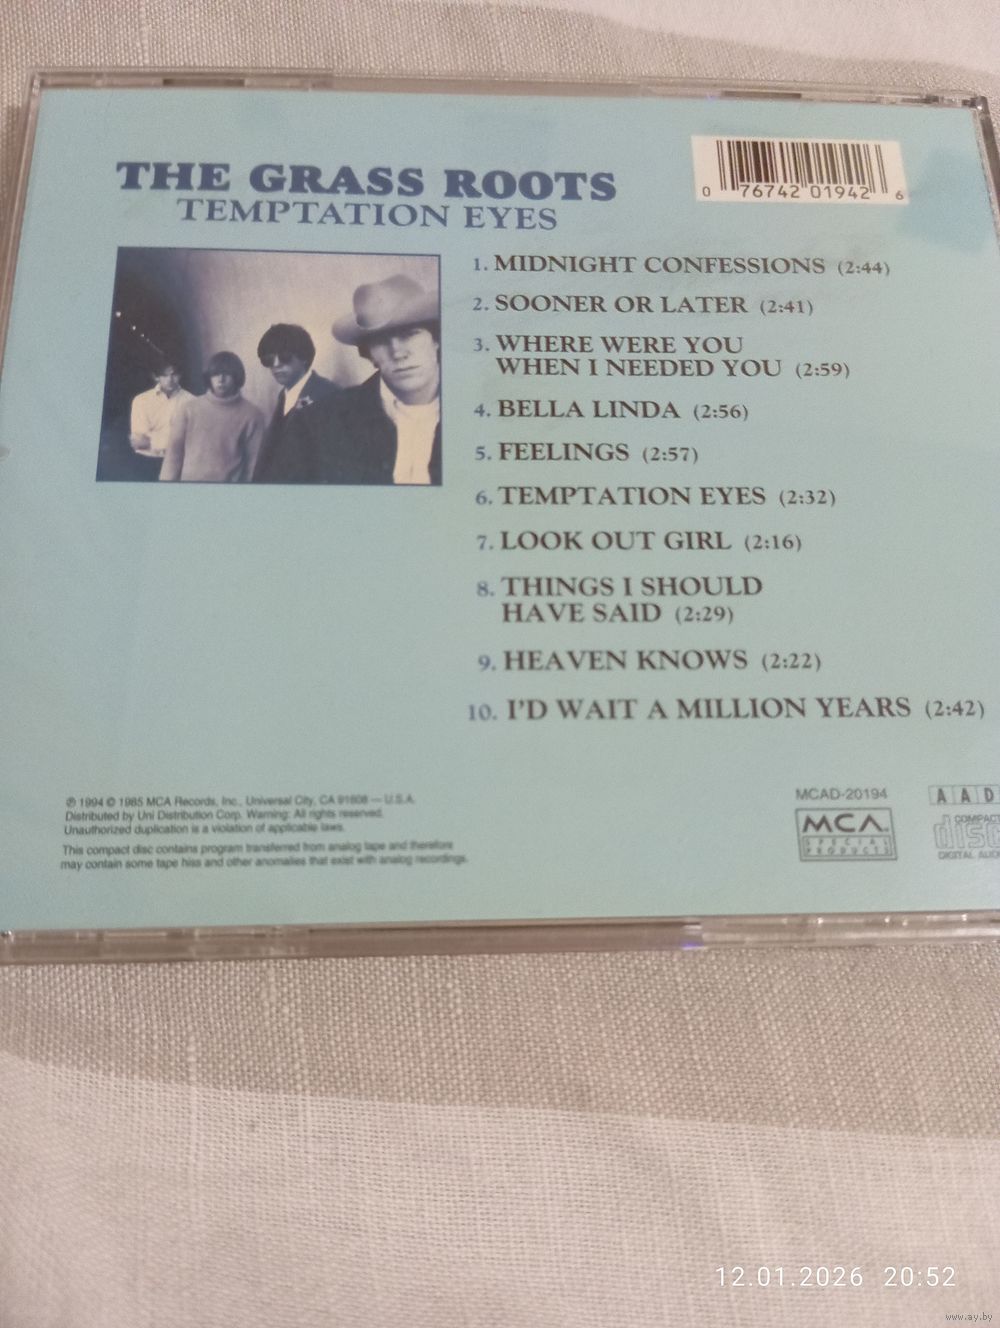 THE GRASS ROOTS
TEMPTATION EYES
0 76742 01942 6
1. MIDNIGHT CONFESSIONS (2:44)
2. SOONER OR LATER (2:41)
3. WHERE WERE YOU
WHEN I NEEDED YOU (2:59)
4. BELLA LINDA (2:56)
5. FEELINGS (2:57)
6. TEMPTATION EYES (2:32)
7. LOOK OUT GIRL (2:16)
8. THINGS I SHOULD
HAVE SAID (2:29)
9. HEAVEN KNOWS (2:22)
10. I'D WAIT A MILLION YEARS (2:42)
℗ 1994 © 1985 MCA Records, Inc., Universal City, CA 91608 — U.S.A.
Distributed by Uni Distribution Corp. Warning: All rights reserved.
Unauthorized duplication is a violation of applicable laws.
This compact disc contains program transferred from analog tape and therefore
may contain some tape hiss and other anomalies that exist with analog recordings.
MCAD-20194
MCA
SPECIAL
PRODUCTS
AAD
COMPACT
disc
DIGITAL AUDIO
12.01.2026 20:52
www.ay.by